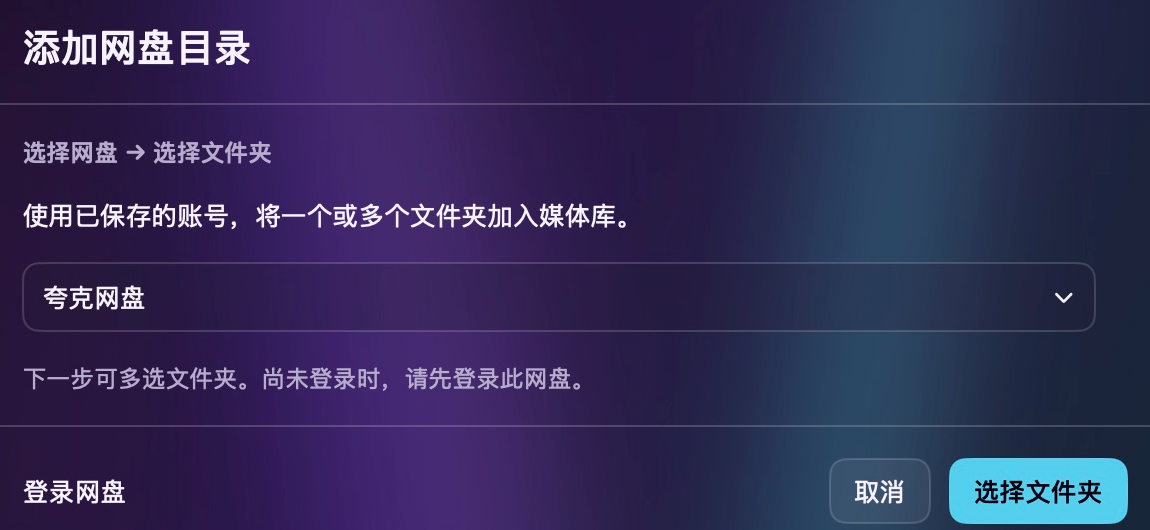 添加网盘目录
选择网盘 → 选择文件夹
使用已保存的账号，将一个或多个文件夹加入媒体库。
夸克网盘
下一步可多选文件夹。尚未登录时，请先登录此网盘。
登录网盘
取消
选择文件夹